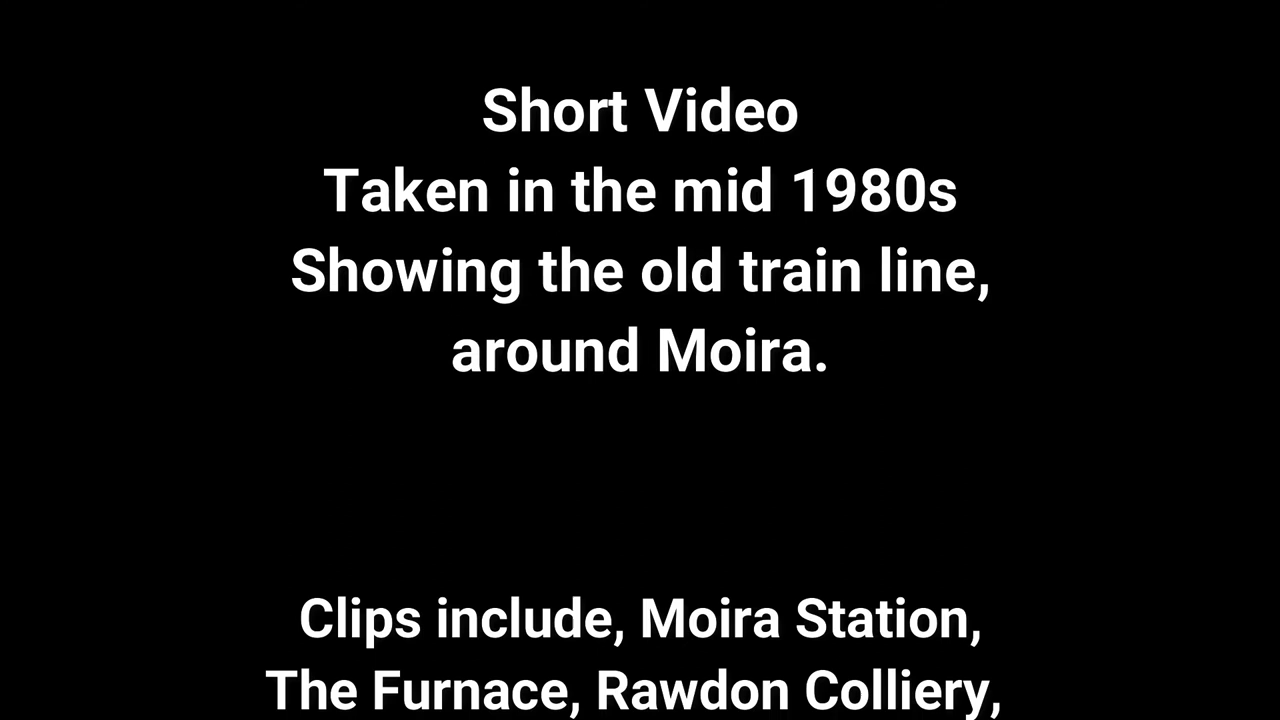 Short Video
Taken in the mid 1980s
Showing the old train line,
around Moira.
Clips include, Moira Station,
The Furnace, Rawdon Colliery,